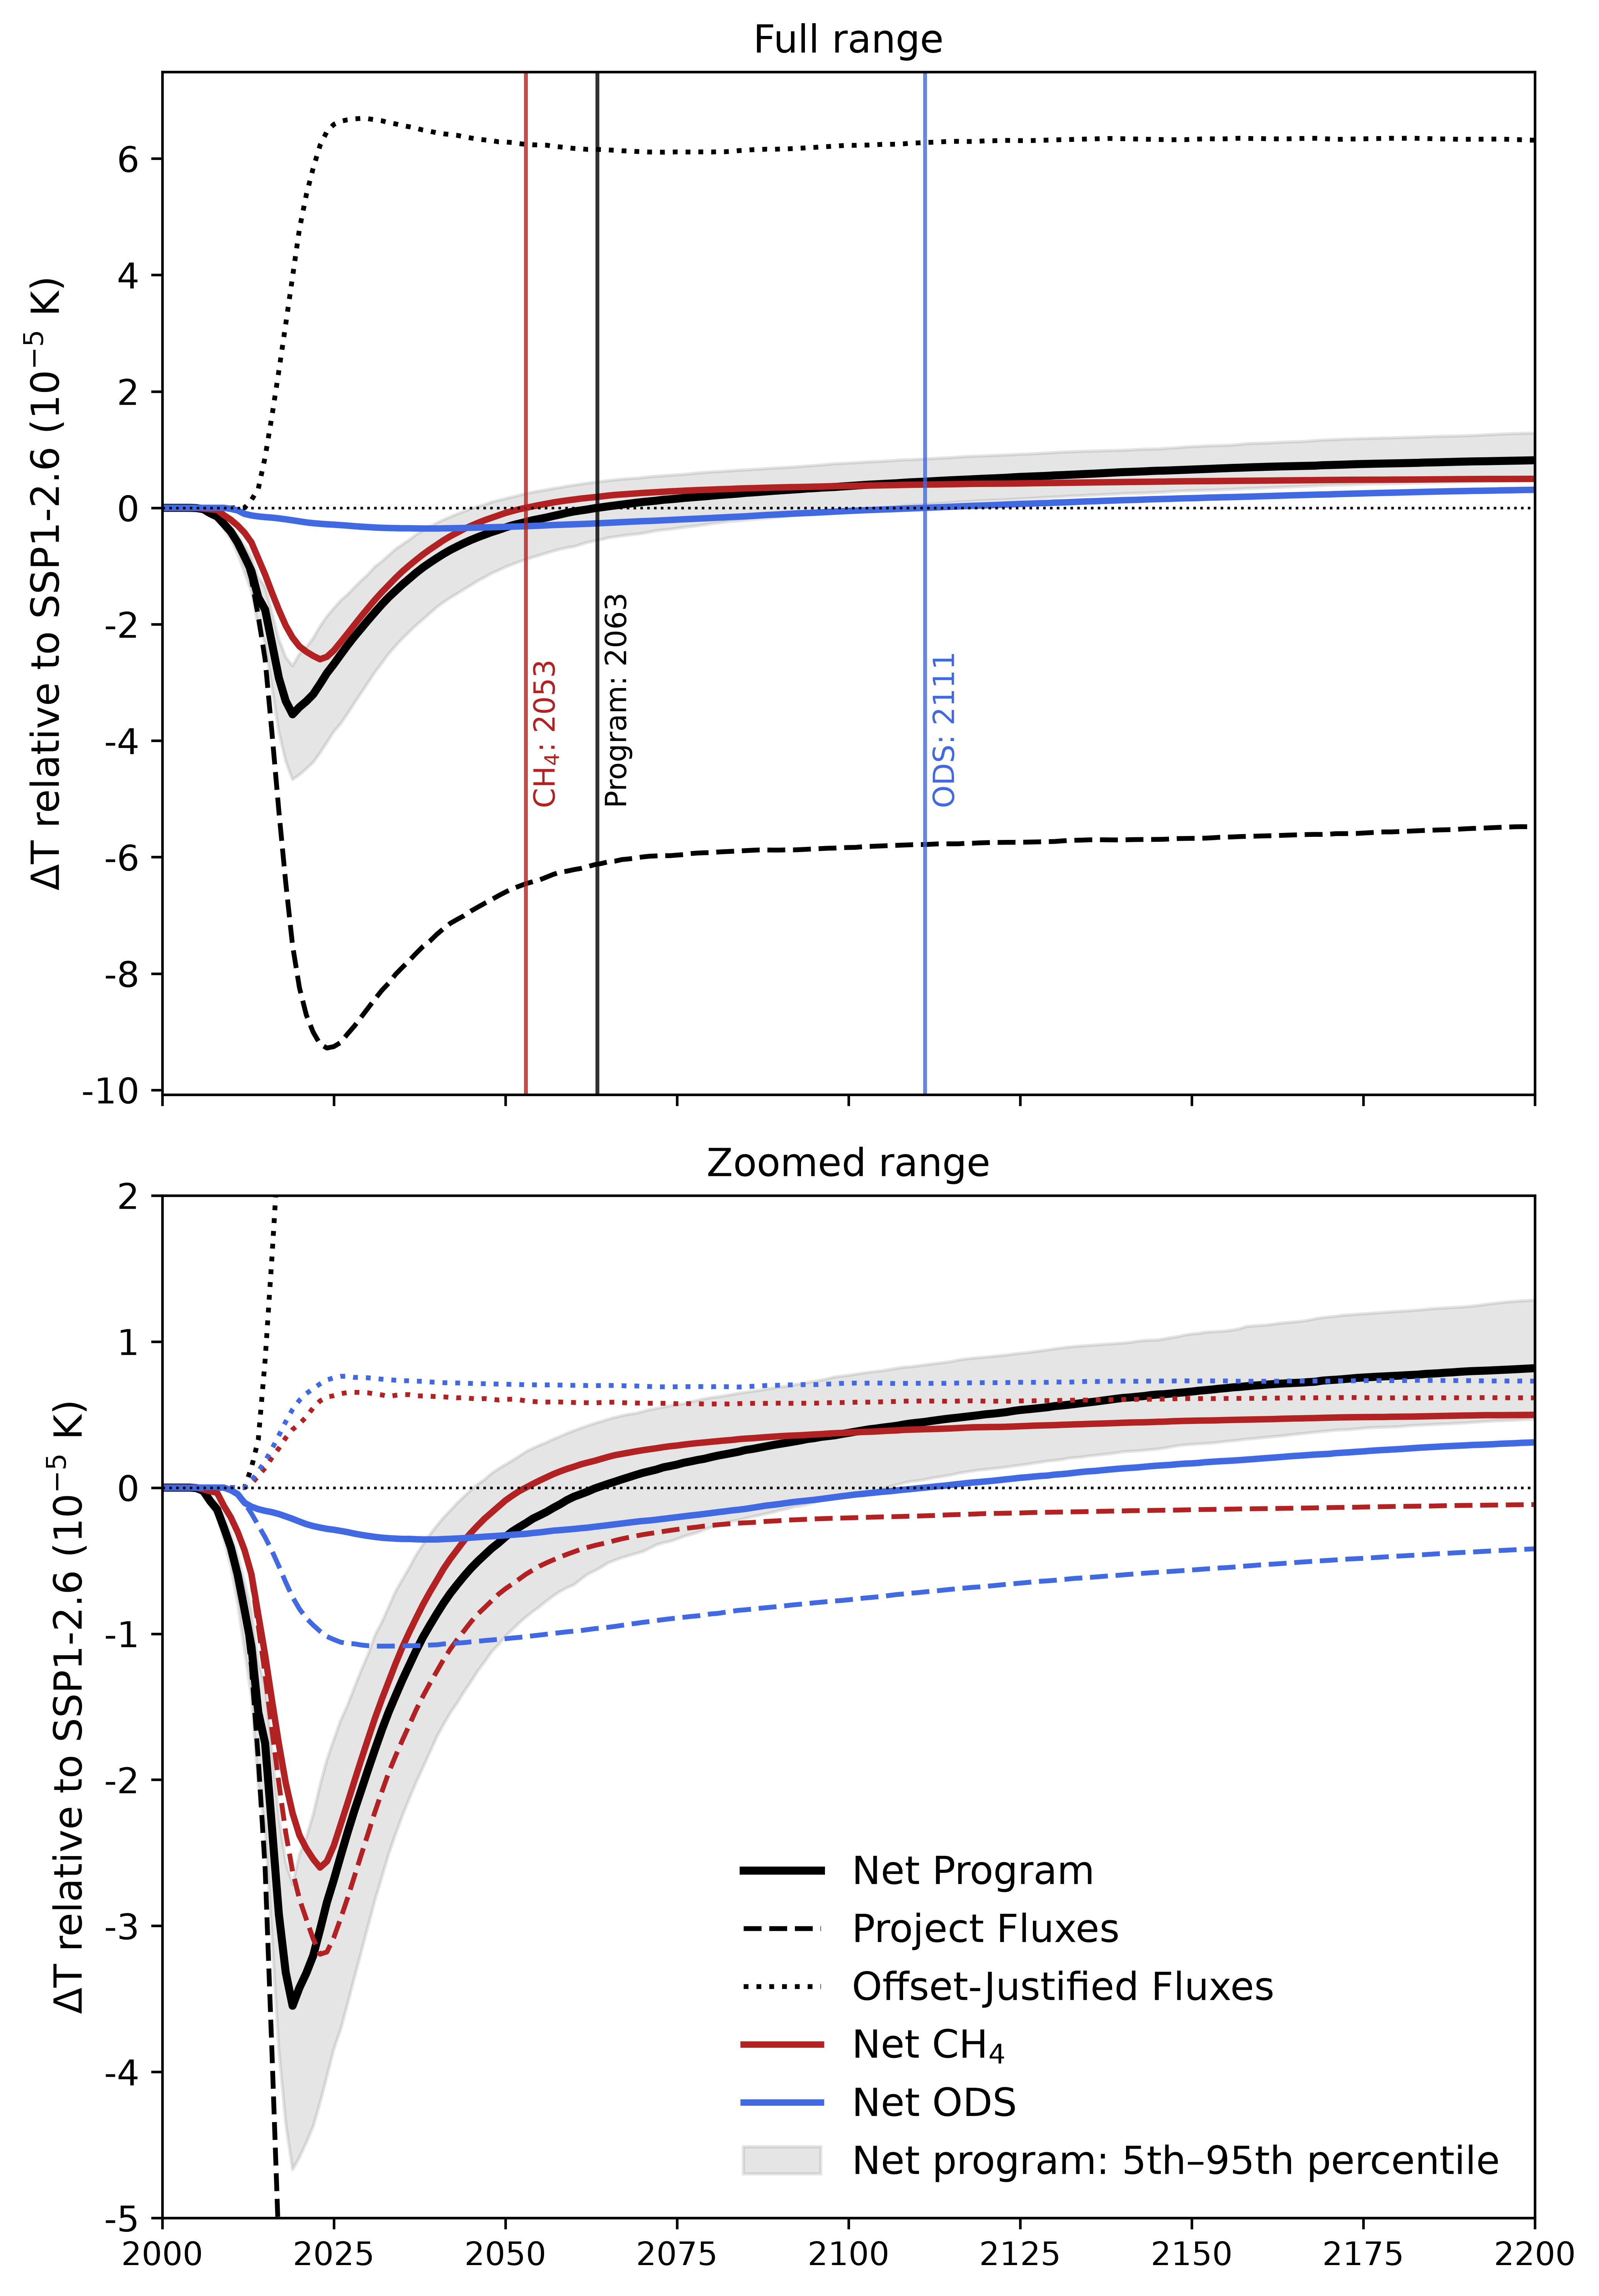 Full range
ΔT relative to SSP1-2.6 (10⁻⁵ K)
6
4
2
0
-2
-4
-6
-8
-10
CH₄: 2053
Program: 2063
ODS: 2111
Zoomed range
ΔT relative to SSP1-2.6 (10⁻⁵ K)
2
1
0
-1
-2
-3
-4
-5
Net Program
Project Fluxes
Offset-Justified Fluxes
Net CH₄
Net ODS
Net program: 5th–95th percentile
2000 2025 2050 2075 2100 2125 2150 2175 2200